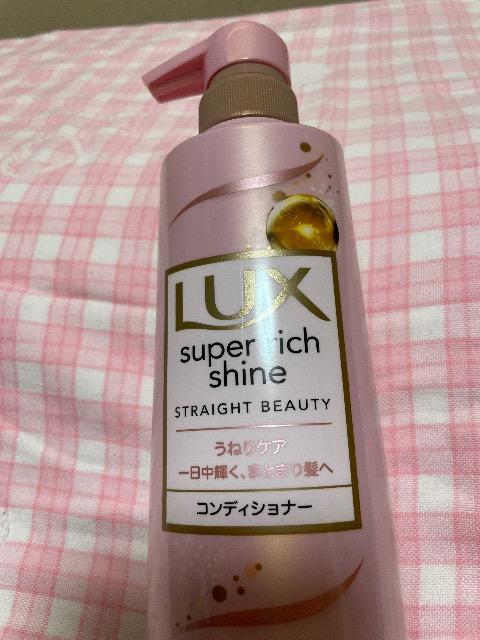 LUX
super rich
shine
STRAIGHT BEAUTY
うねりケア
一日中輝く、まとまり髪へ
コンディショナー